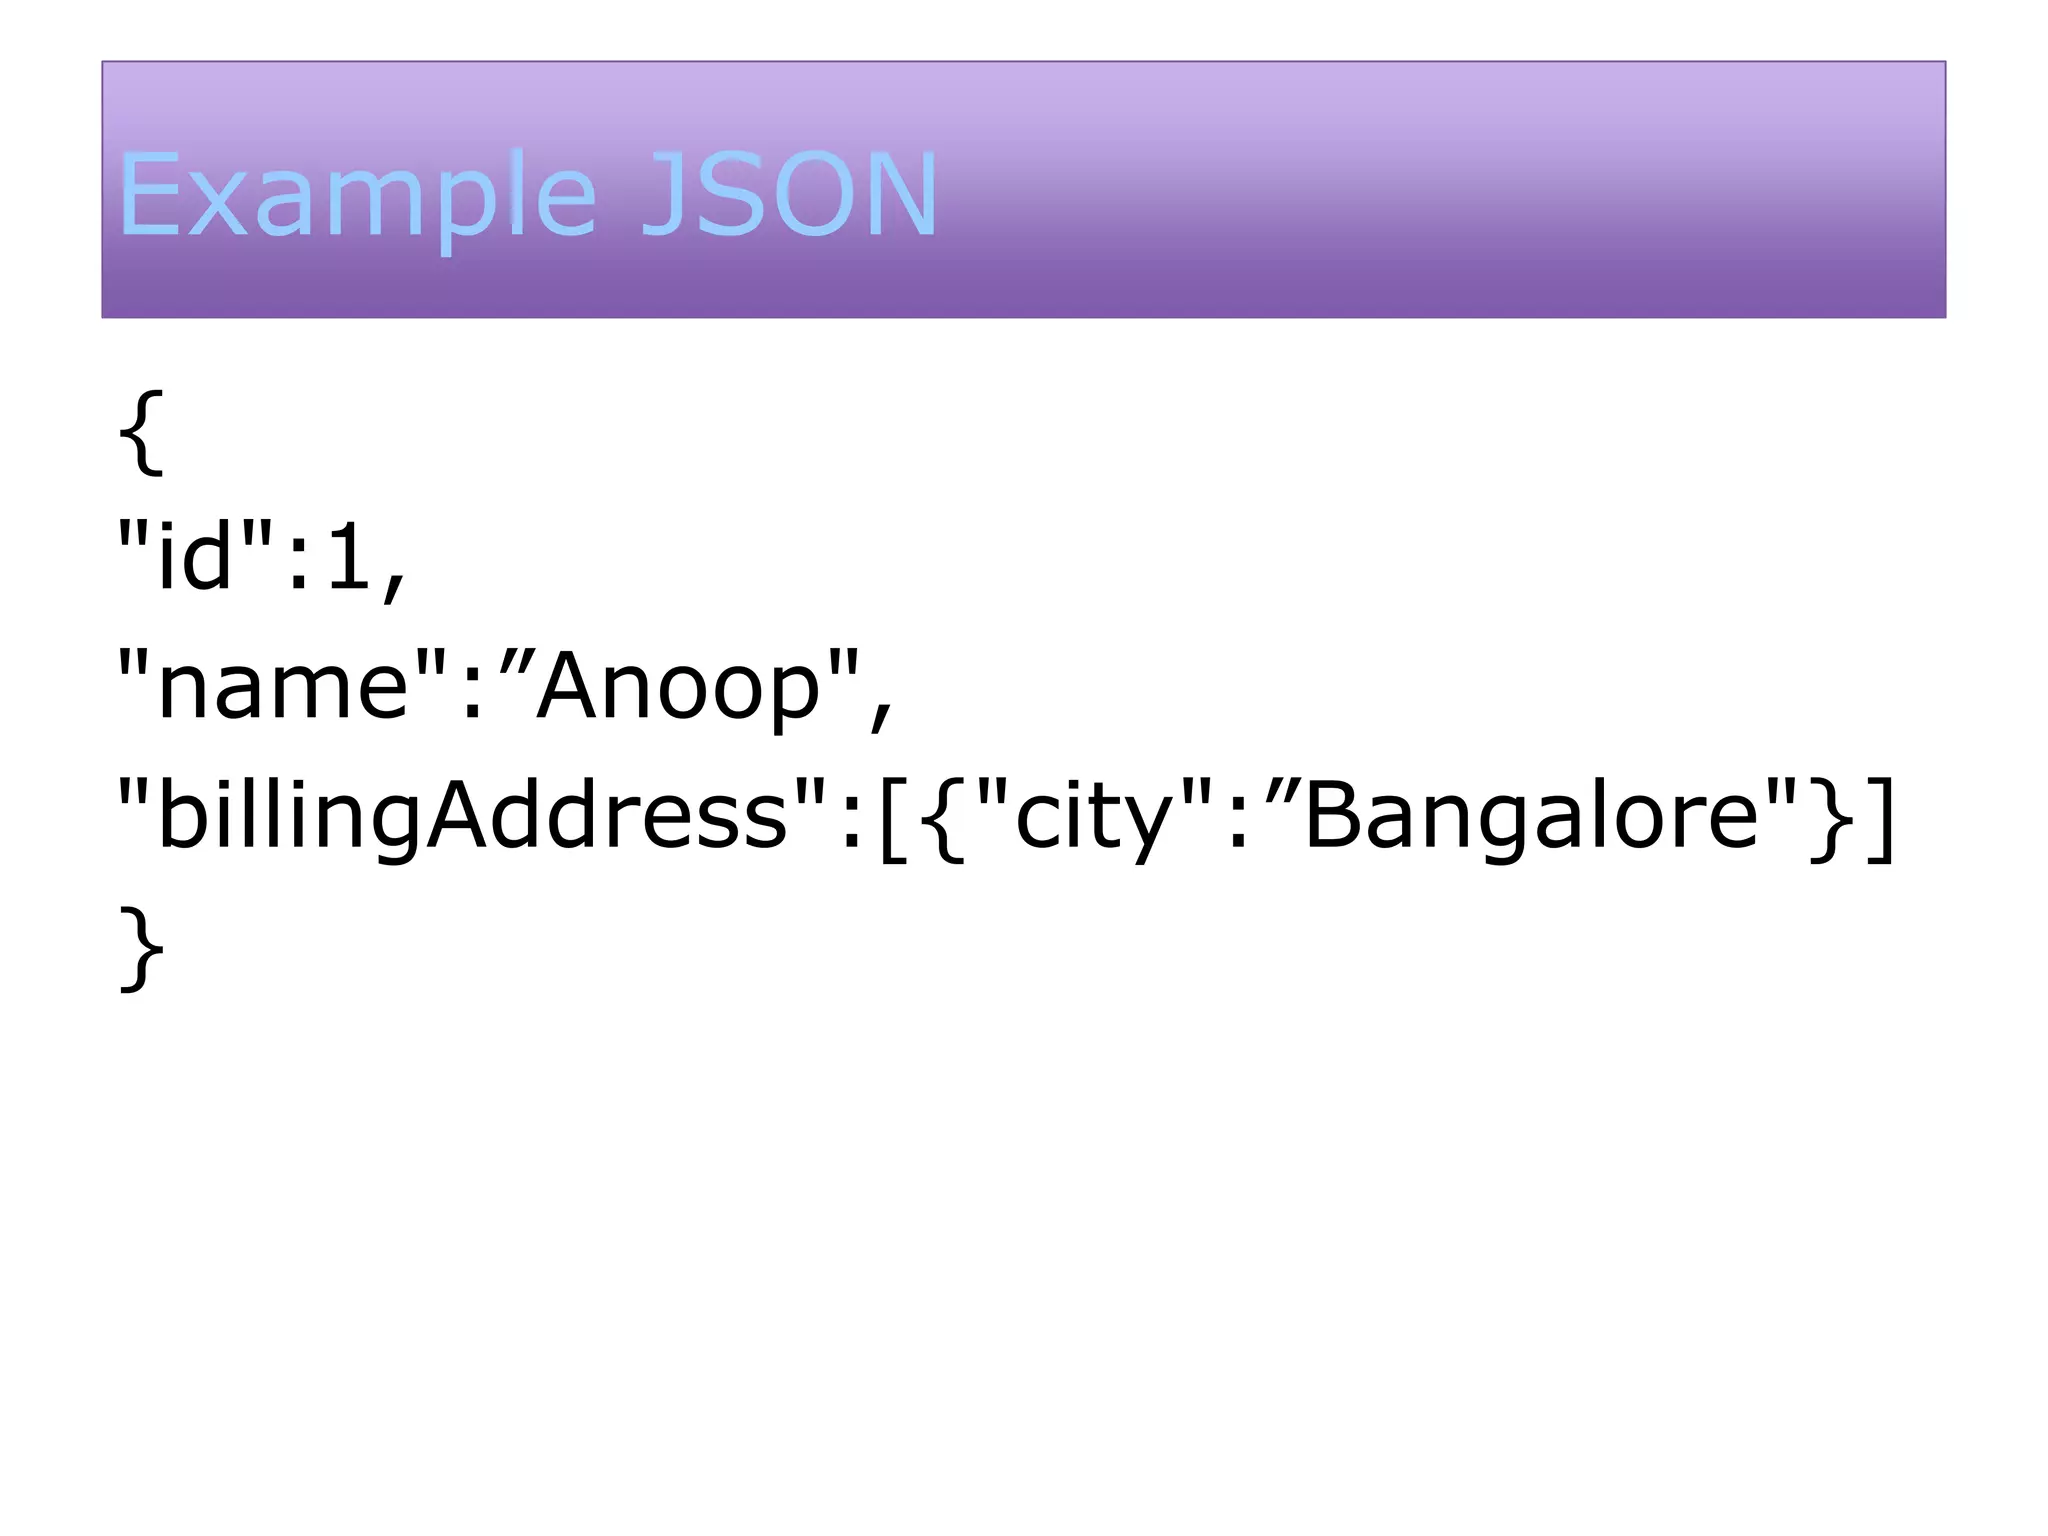 Example JSON
{
"id":1,
"name":”Anoop",
"billingAddress":[{"city":”Bangalore"}]
}